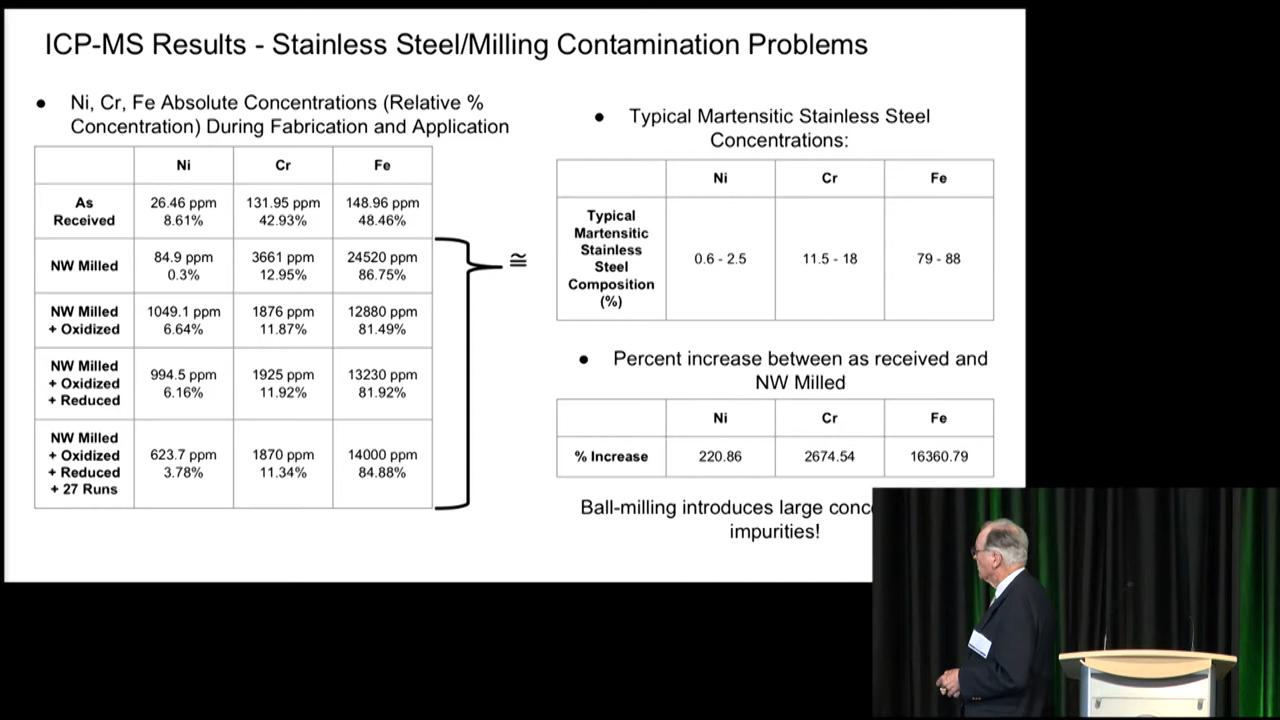 ICP-MS Results - Stainless Steel/Milling Contamination Problems
● Ni, Cr, Fe Absolute Concentrations (Relative %
Concentration) During Fabrication and Application
Ni Cr Fe
As
Received
26.46 ppm
8.61%
131.95 ppm
42.93%
148.96 ppm
48.46%
NW Milled
84.9 ppm
0.3%
3661 ppm
12.95%
24520 ppm
86.75%
NW Milled
+ Oxidized
1049.1 ppm
6.64%
1876 ppm
11.87%
12880 ppm
81.49%
NW Milled
+ Oxidized
+ Reduced
994.5 ppm
6.16%
1925 ppm
11.92%
13230 ppm
81.92%
NW Milled
+ Oxidized
+ Reduced
+ 27 Runs
623.7 ppm
3.78%
1870 ppm
11.34%
14000 ppm
84.88%
≅
● Typical Martensitic Stainless Steel
Concentrations:
Ni Cr Fe
Typical
Martensitic
Stainless
Steel
Composition
(%)
0.6 - 2.5 11.5 - 18 79 - 88
● Percent increase between as received and
NW Milled
Ni Cr Fe
% Increase 220.86 2674.54 16360.79
Ball-milling introduces large
impurities!